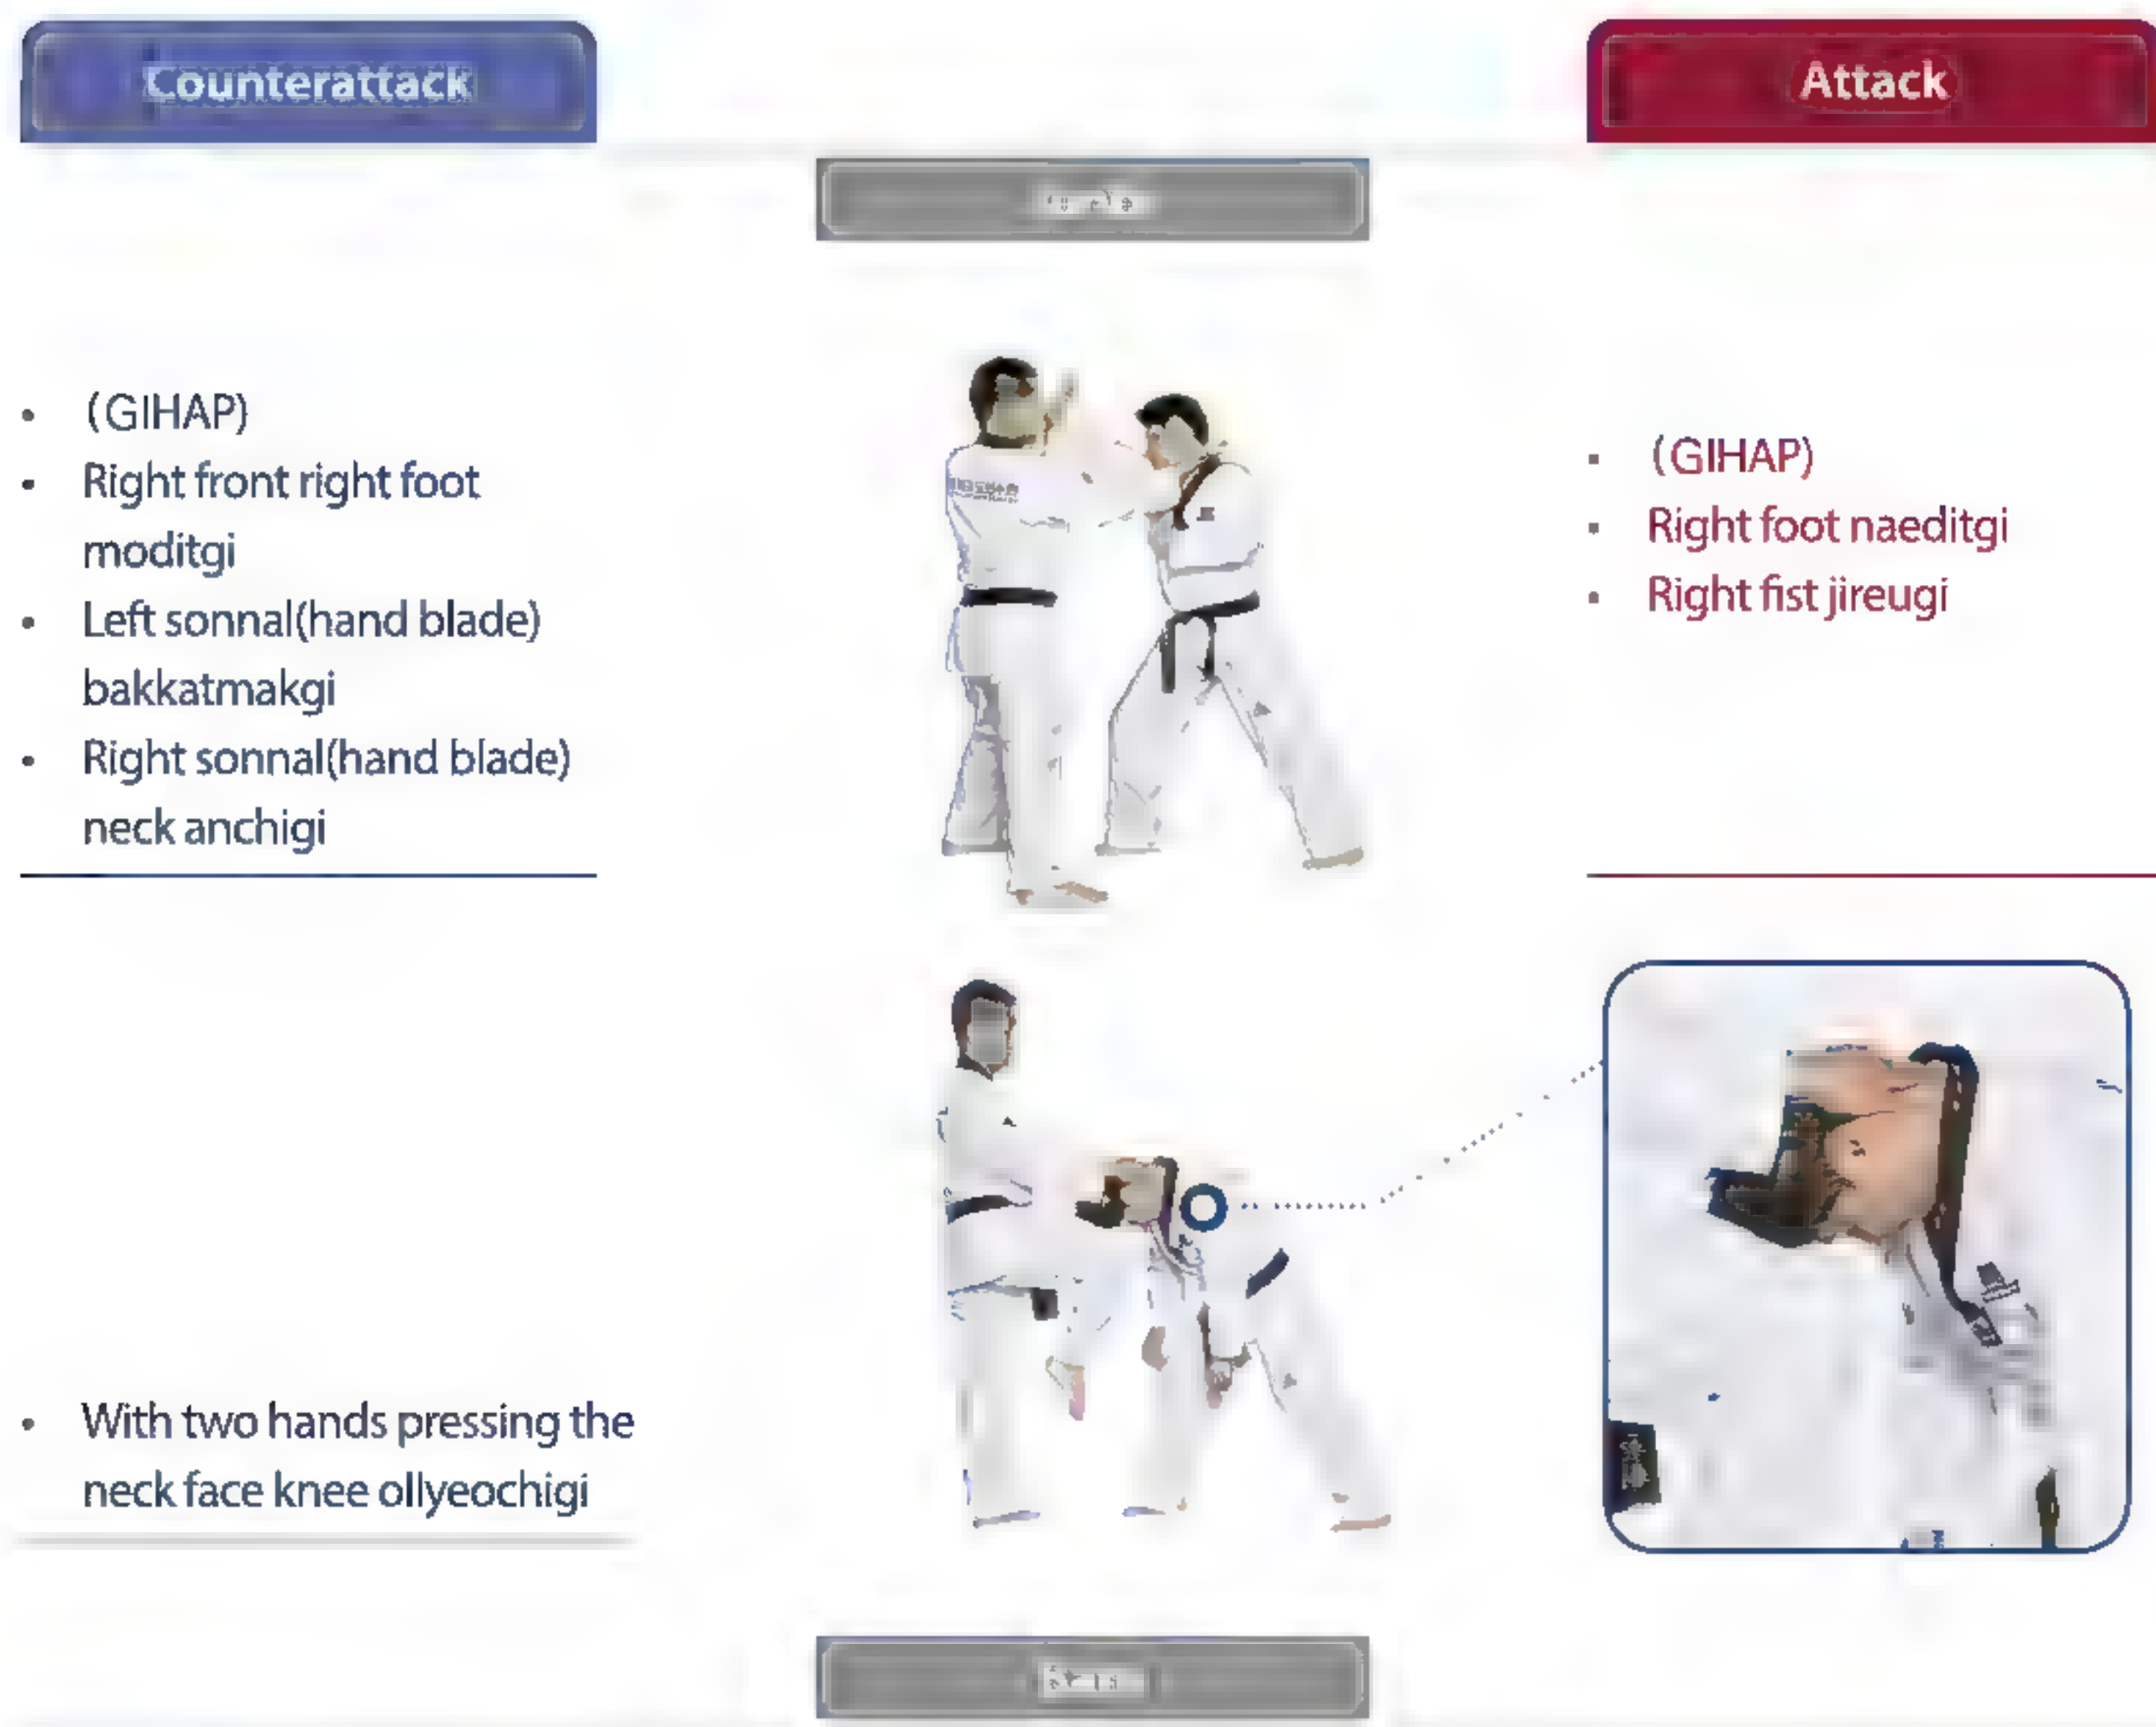 Counterattack
Attack
• (GIHAP)
• Right front right foot
moditgi
• Left sonnal(hand blade)
bakkatmakgi
• Right sonnal(hand blade)
neck anchigi
• (GIHAP)
• Right foot naeditgi
• Right fist jireugi
• With two hands pressing the
neck face knee ollyeochigi